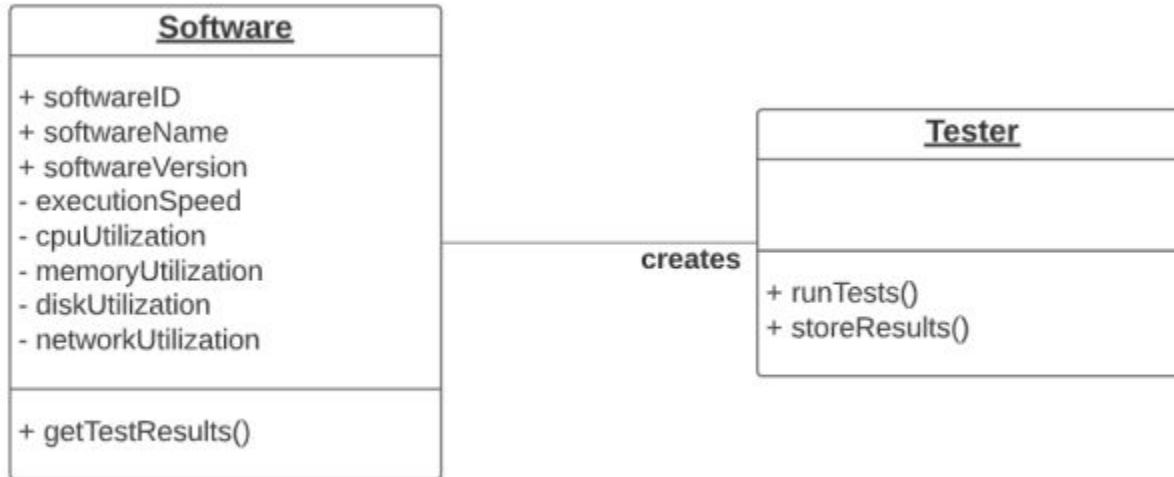 Software
+ softwareID
+ softwareName
+ softwareVersion
- executionSpeed
- cpuUtilization
- memoryUtilization
- diskUtilization
- networkUtilization
+ getTestResults()
creates
Tester
+ runTests()
+ storeResults()